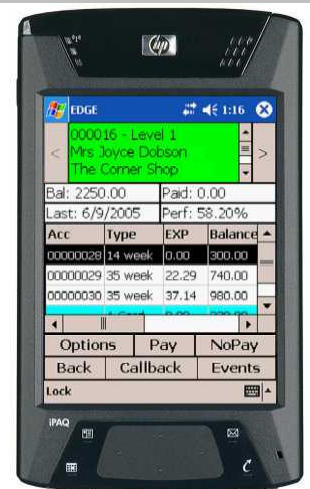 hp
EDGE 1:16
000016 - Level 1
Mrs Joyce Dobson
The Corner Shop
Bal: 2250.00 Paid: 0.00
Last: 6/9/2005 Perf: 58.20%
Acc Type EXP Balance
00000028 14 week 0.00 300.00
00000029 35 week 22.29 740.00
00000030 35 week 37.14 980.00
Options Pay NoPay
Back Callback Events
Lock
iPAQ